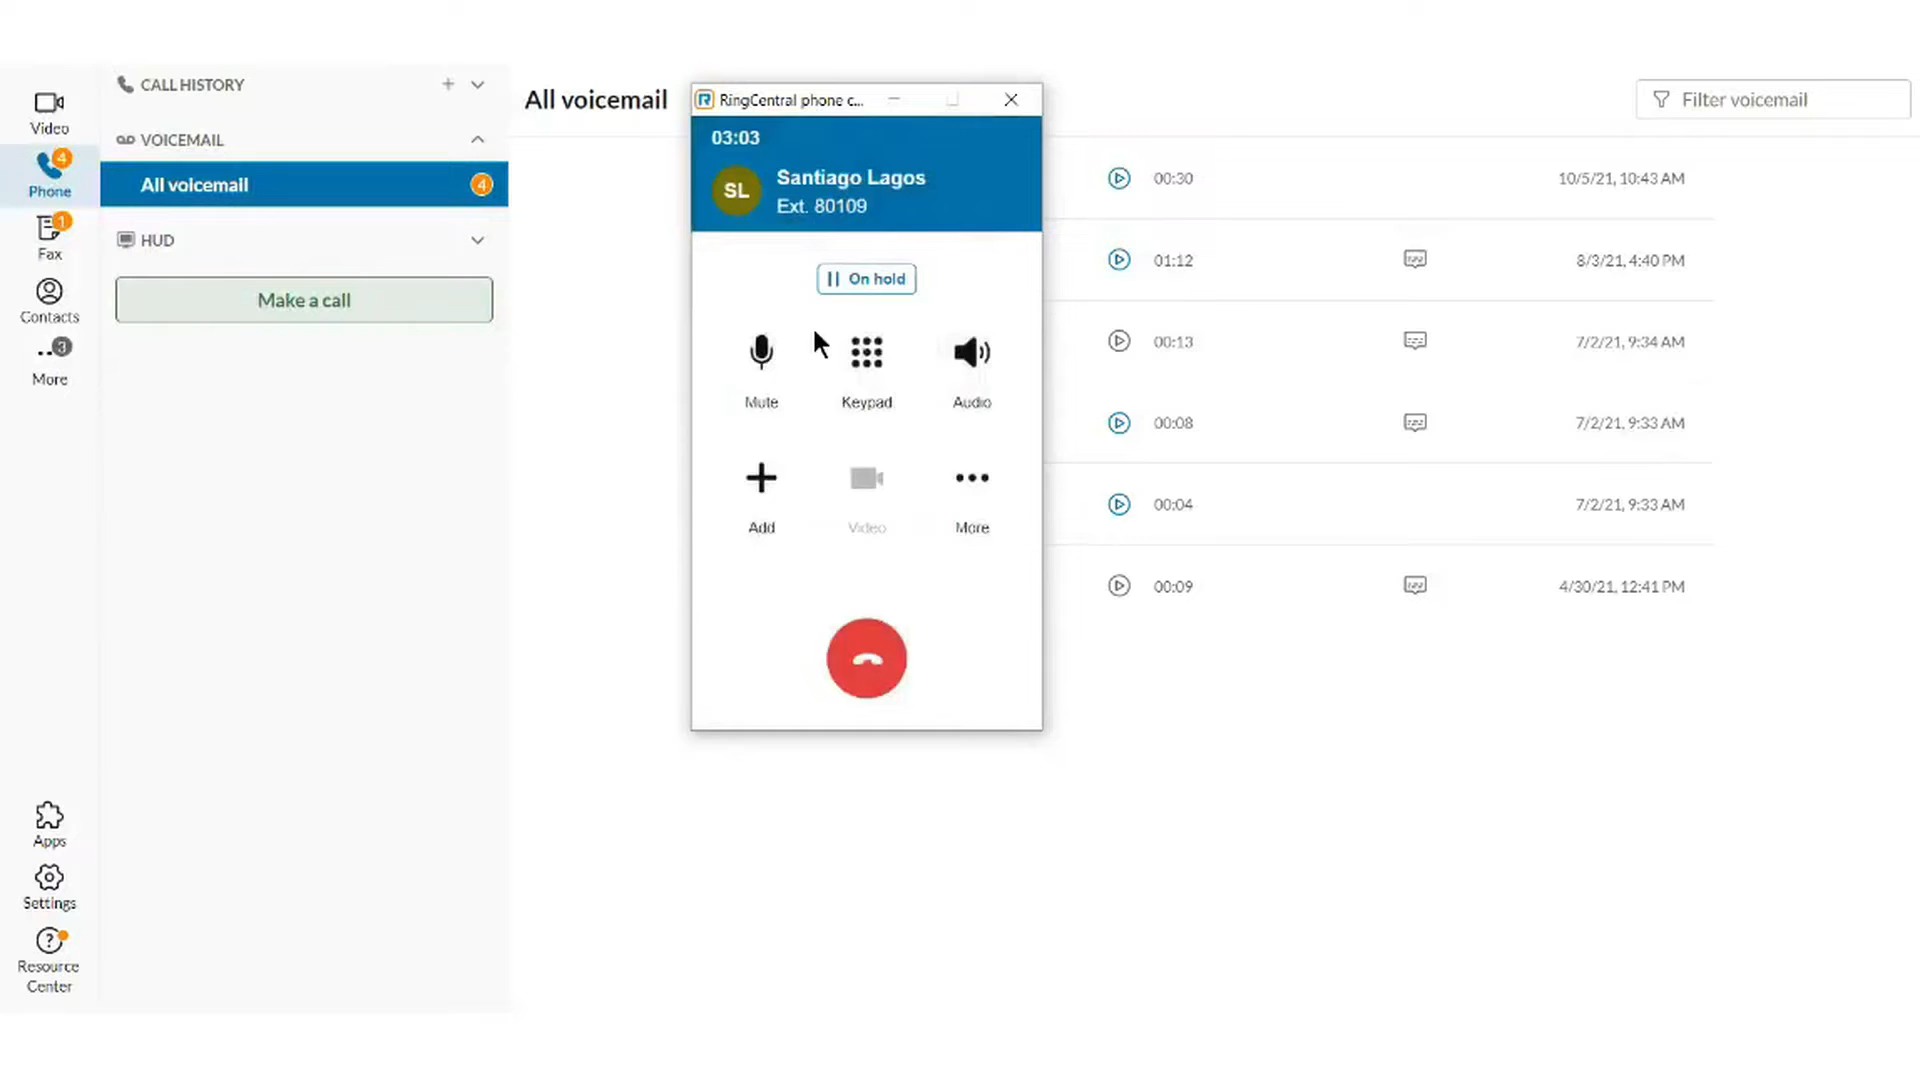 Video
4
Phone
1
Fax
Contacts
3
More
Apps
Settings
?
Resource
Center
CALL HISTORY
VOICEMAIL
All voicemail 4
HUD
Make a call
All voicemail
Filter voicemail
R RingCentral phone c...
03:03
SL
Santiago Lagos
Ext. 80109
On hold
Mute Keypad Audio
Add Video More
00:30 10/5/21, 10:43 AM
01:12 8/3/21, 4:40 PM
00:13 7/2/21, 9:34 AM
00:08 7/2/21, 9:33 AM
00:04 7/2/21, 9:33 AM
00:09 4/30/21, 12:41 PM